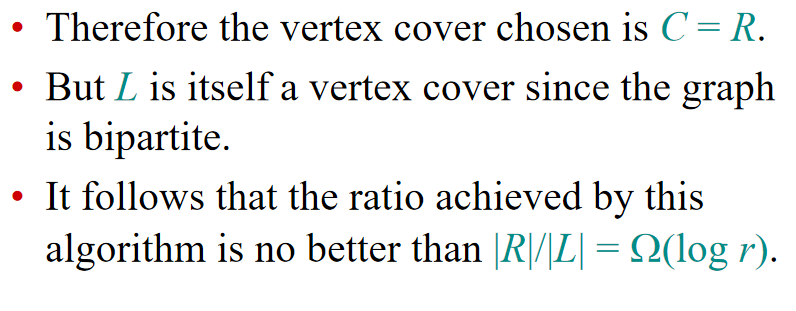 • Therefore the vertex cover chosen is C = R.
• But L is itself a vertex cover since the graph
is bipartite.
• It follows that the ratio achieved by this
algorithm is no better than |R|/|L| = Ω(log r).